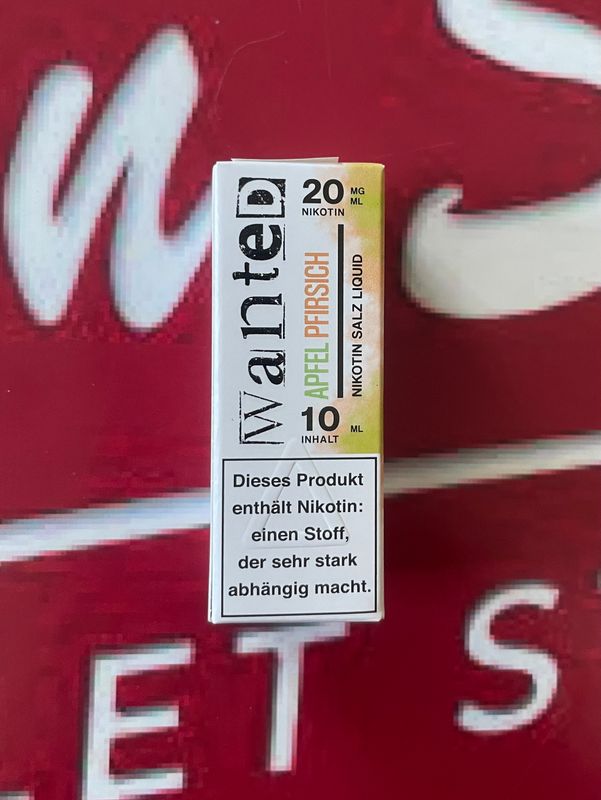 Wanted
20 MG
ML
NIKOTIN
APFEL PFIRSICH
NIKOTIN SALZ LIQUID
10 ML
INHALT
Dieses Produkt
enthält Nikotin:
einen Stoff,
der sehr stark
abhängig macht.
ET S